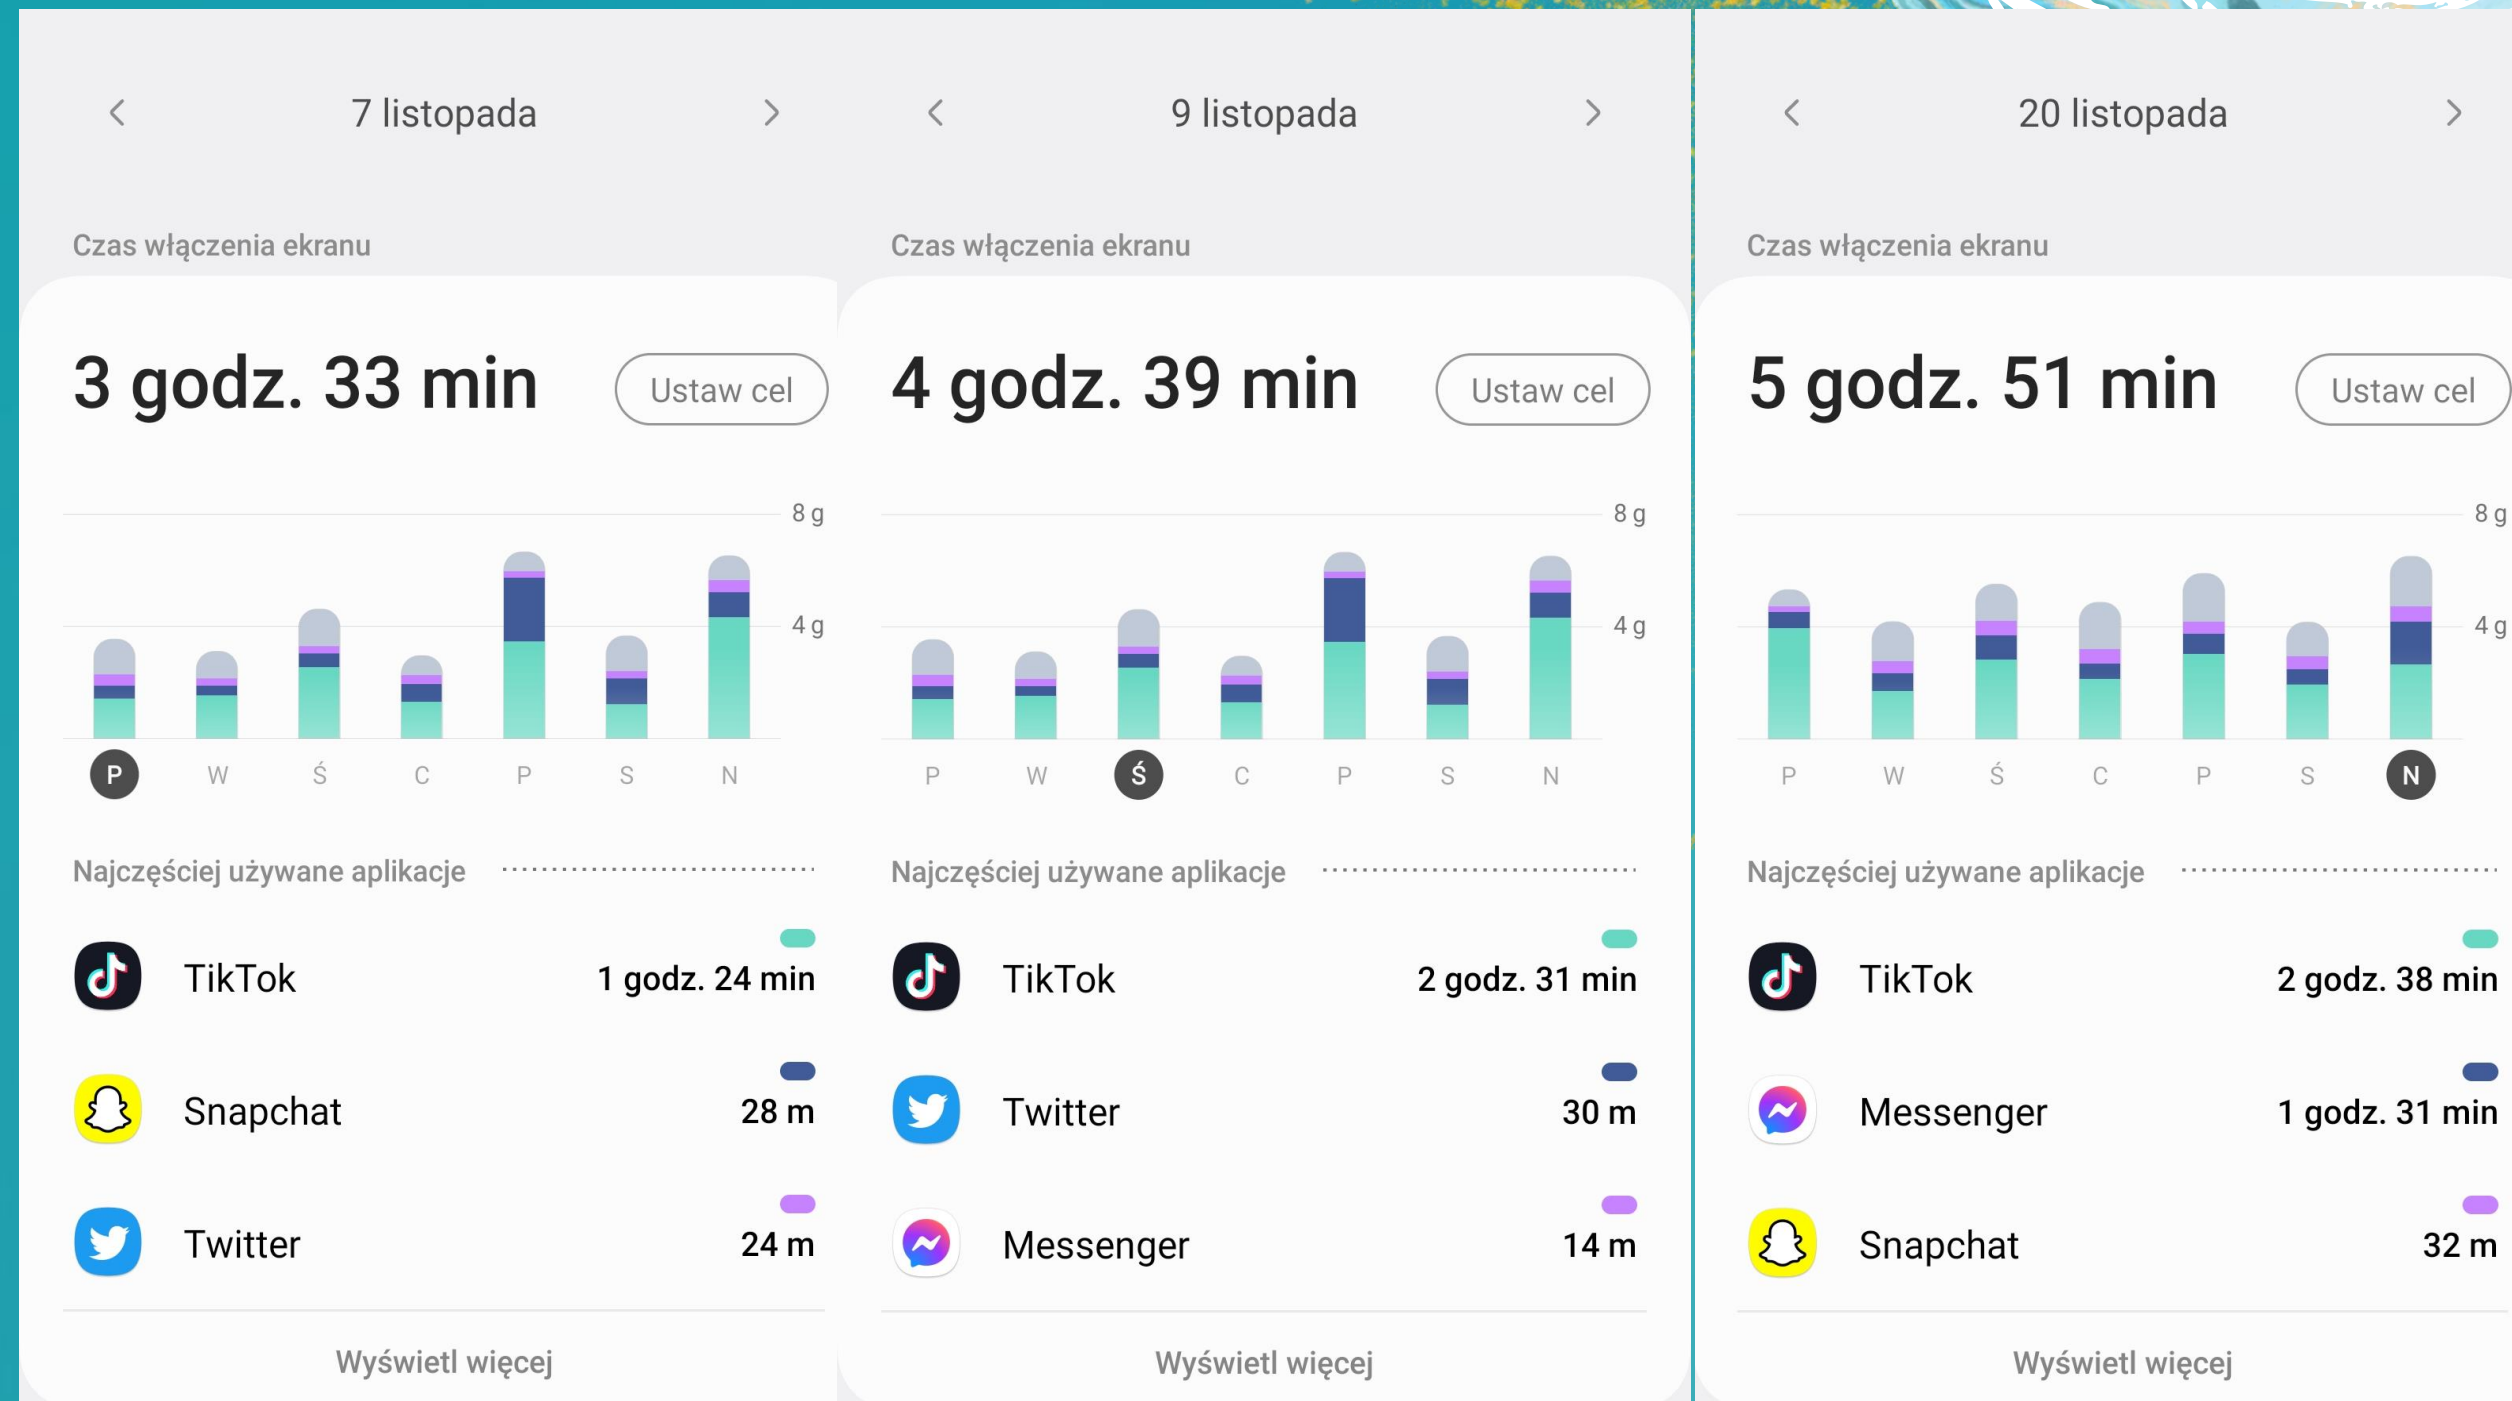 7 listopada
Czas włączenia ekranu
3 godz. 33 min
Ustaw cel
8 g
4 g
P W Ś C P S N
Najczęściej używane aplikacje
TikTok 1 godz. 24 min
Snapchat 28 m
Twitter 24 m
Wyświetl więcej
9 listopada
Czas włączenia ekranu
4 godz. 39 min
Ustaw cel
8 g
4 g
P W Ś C P S N
Najczęściej używane aplikacje
TikTok 2 godz. 31 min
Twitter 30 m
Messenger 14 m
Wyświetl więcej
20 listopada
Czas włączenia ekranu
5 godz. 51 min
Ustaw cel
8 g
4 g
P W Ś C P S N
Najczęściej używane aplikacje
TikTok 2 godz. 38 min
Messenger 1 godz. 31 min
Snapchat 32 m
Wyświetl więcej